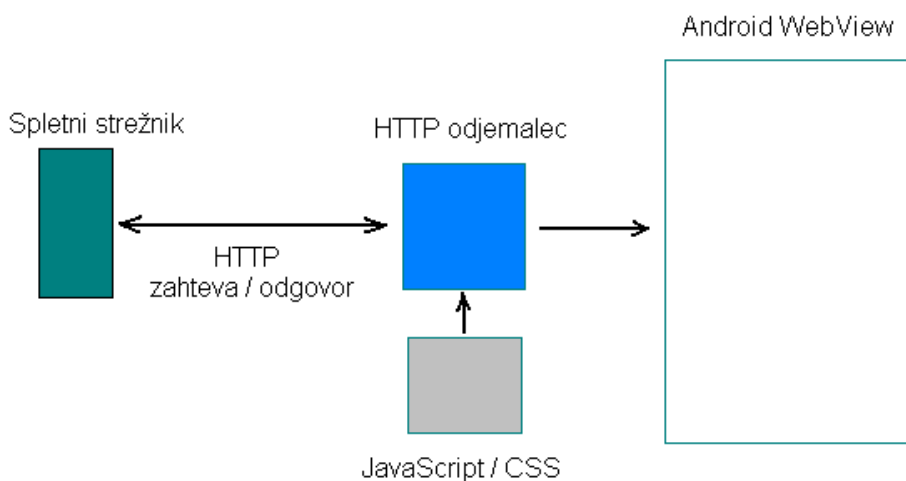 Android WebView
Spletni strežnik
HTTP odjemalec
HTTP
zahteva / odgovor
JavaScript / CSS